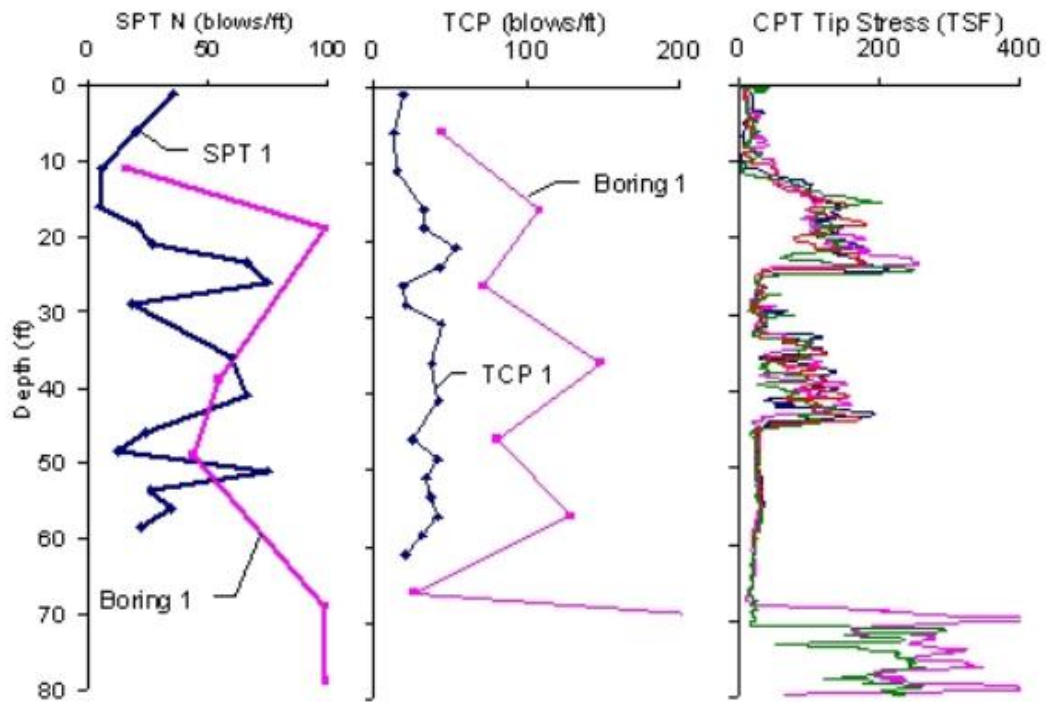 SPT N (blows/ft)
0 50 100
TCP (blows/ft)
0 100 200
CPT Tip Stress (TSF)
0 200 400
Depth (ft)
0
10
20
30
40
50
60
70
80
SPT 1
Boring 1
Boring 1
TCP 1